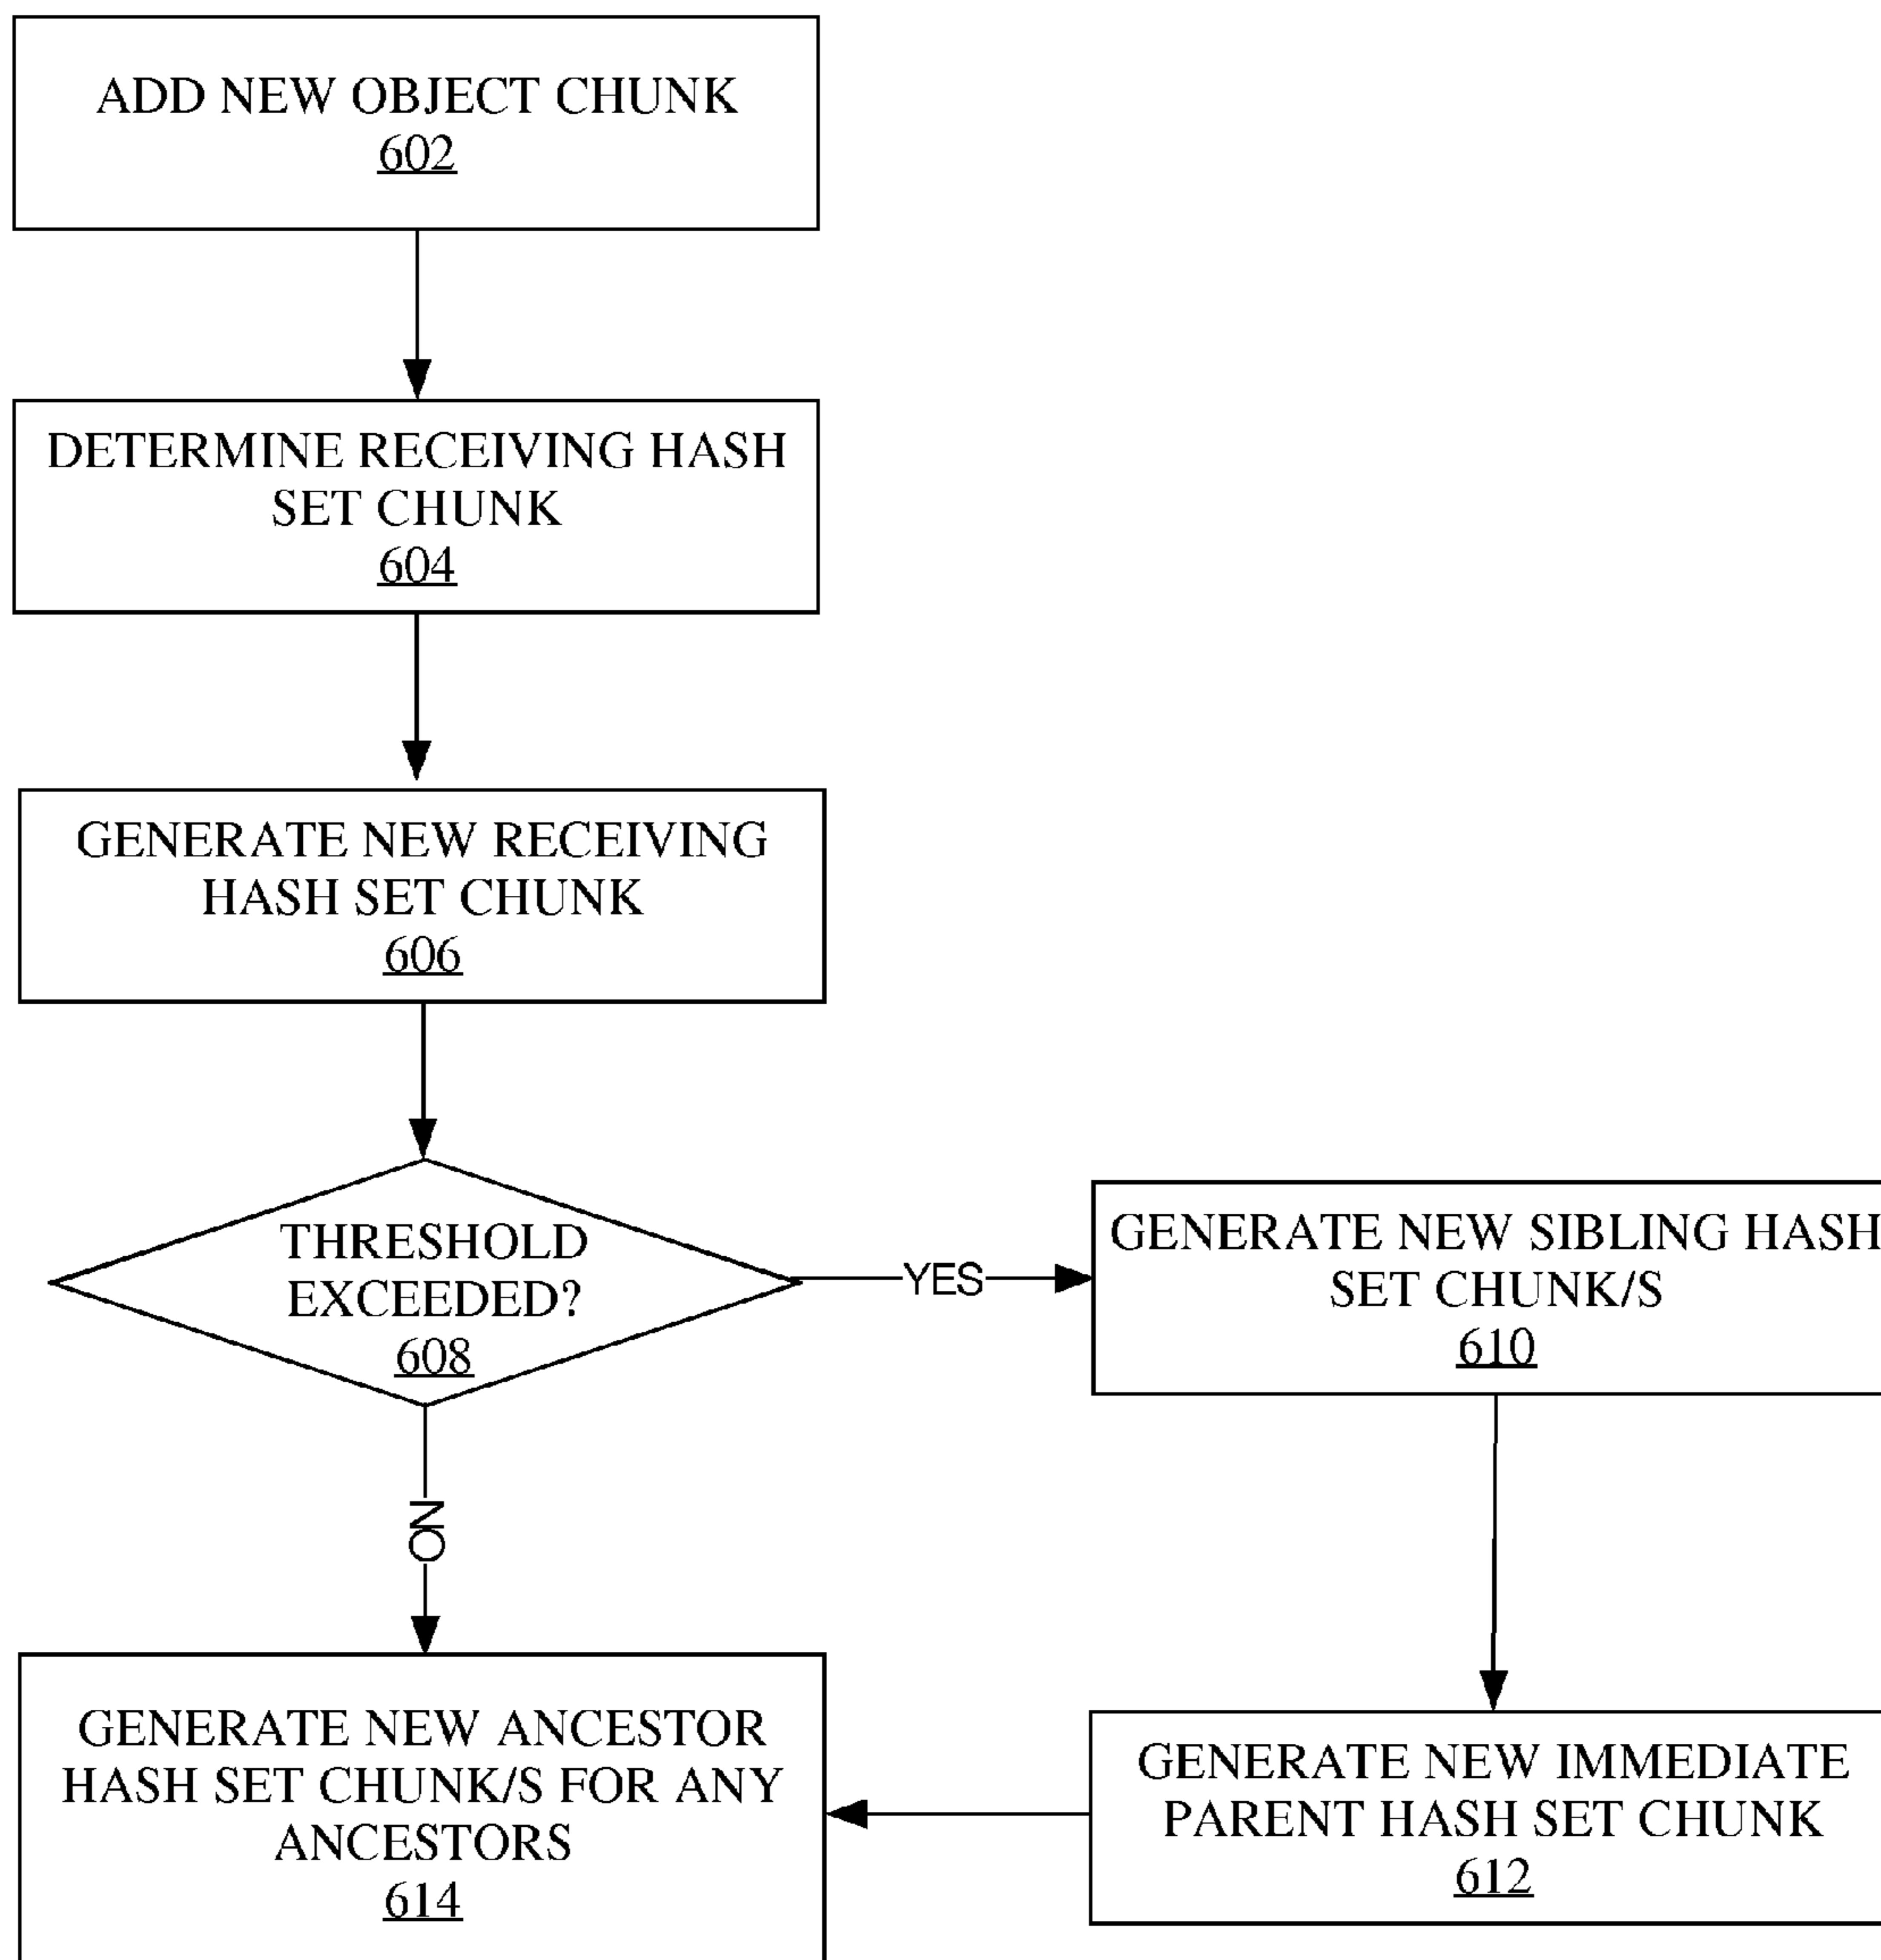 ADD NEW OBJECT CHUNK
602
DETERMINE RECEIVING HASH
SET CHUNK
604
GENERATE NEW RECEIVING
HASH SET CHUNK
606
THRESHOLD
EXCEEDED?
608
YES
GENERATE NEW SIBLING HASH
SET CHUNK/S
610
NO
GENERATE NEW ANCESTOR
HASH SET CHUNK/S FOR ANY
ANCESTORS
614
GENERATE NEW IMMEDIATE
PARENT HASH SET CHUNK
612